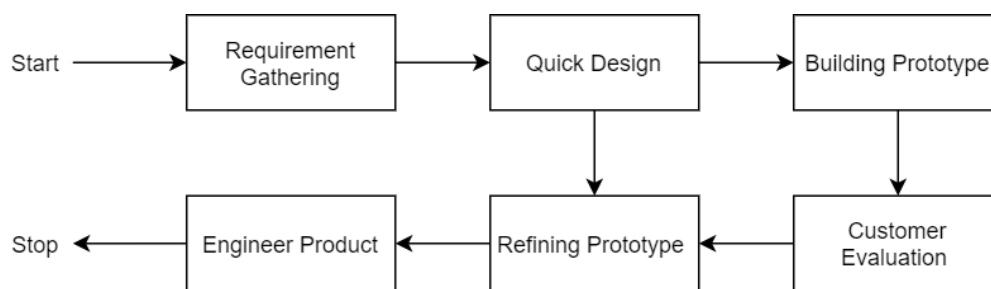 Start
Requirement
Gathering
Quick Design
Building Prototype
Stop
Engineer Product
Refining Prototype
Customer
Evaluation